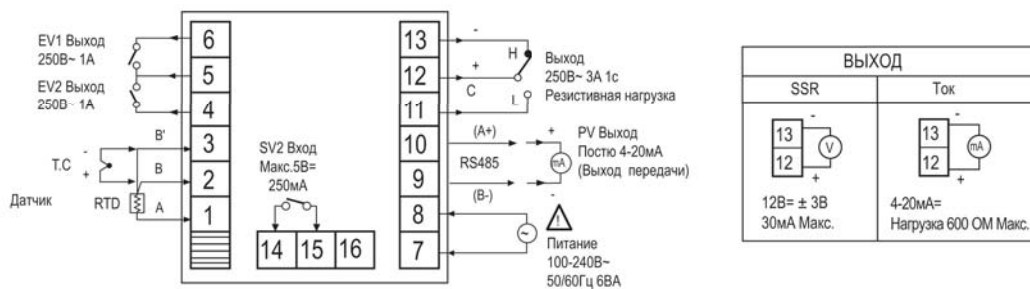 EV1 Выход
250В~ 1А
EV2 Выход
250В~ 1А
6
5
4
3
2
1
B'
B
A
-
T.C
+
RTD
Датчик
SV2 Вход
Макс.5В=
250мА
14 15 16
13
12
11
10
9
8
7
-
+
H
C
L
Выход
250В~ 3А 1с
Резистивная нагрузка
(A+)
RS485
(B-)
+
mA
-
PV Выход
Постю 4-20мА
(Выход передачи)
~
!
Питание
100-240В~
50/60Гц 6ВА
ВЫХОД
SSR
Ток
13
12
-
V
+
12В= ± 3В
30мА Макс.
13
12
-
mA
+
4-20мА=
Нагрузка 600 ОМ Макс.